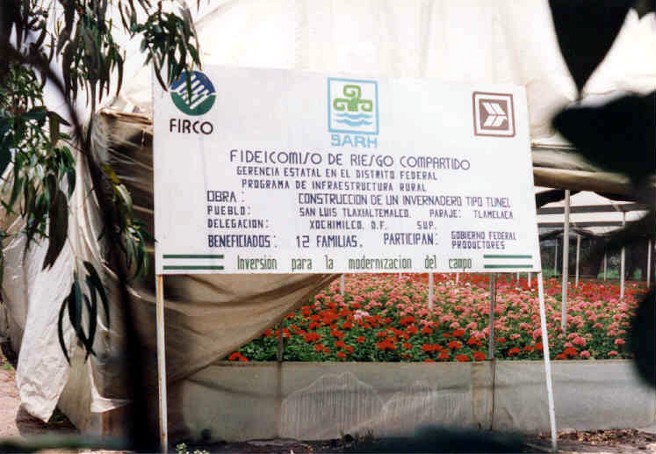 FIRCO
SARH
FIDEICOMISO DE RIESGO COMPARTIDO
GERENCIA ESTATAL EN EL DISTRITO FEDERAL
PROGRAMA DE INFRAESTRUCTURA RURAL
OBRA: CONSTRUCCION DE UN INVERNADERO TIPO TUNEL
PUEBLO: SAN LUIS TLAXIALTEMALCO. PARAJE: TLAMELACA
DELEGACION: XOCHIMILCO. D.F. SUP.
BENEFICIADOS: 12 FAMILIAS. PARTICIPAN: GOBIERNO FEDERAL
PRODUCTORES
Inversión para la modernizacion del campo